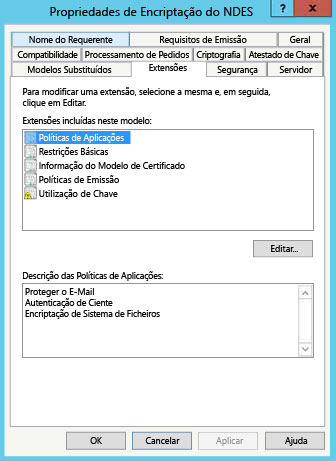 Propriedades de Encriptação do NDES
?
x
Nome do Requerente
Requisitos de Emissão
Geral
Compatibilidade
Processamento de Pedidos
Criptografia
Atestado de Chave
Modelos Substituídos
Extensões
Segurança
Servidor
Para modificar uma extensão, selecione a mesma e, em seguida,
clique em Editar.
Extensões incluídas neste modelo:
Políticas de Aplicações
Restrições Básicas
Informação do Modelo de Certificado
Políticas de Emissão
Utilização de Chave
Editar...
Descrição das Políticas de Aplicações:
Proteger o E-Mail
Autenticação de Ciente
Encriptação de Sistema de Ficheiros
OK
Cancelar
Aplicar
Ajuda